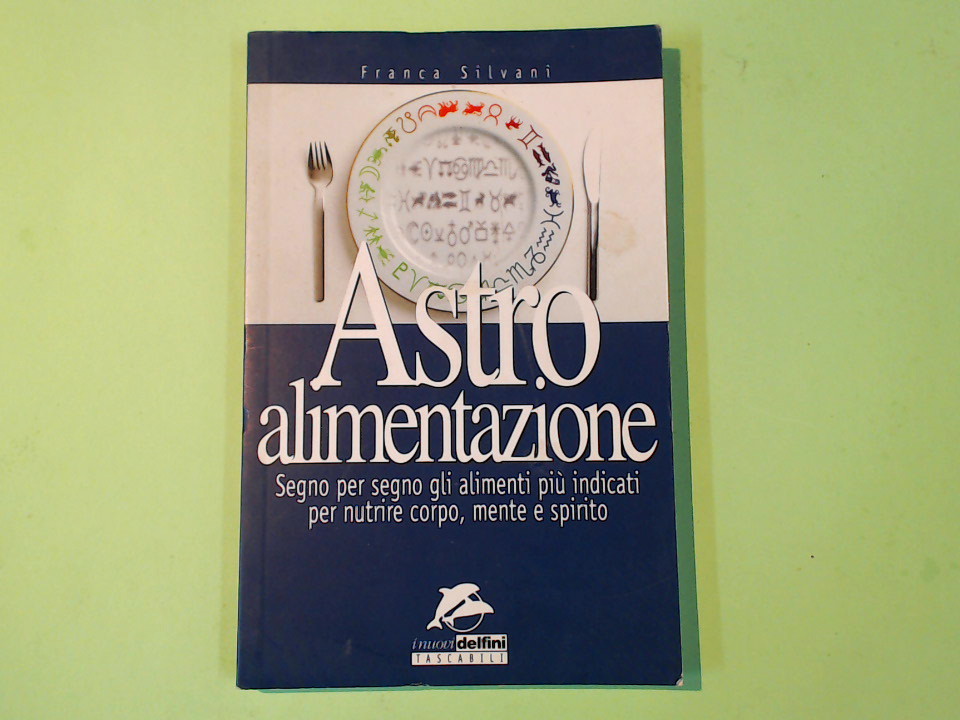 Franca Silvani
Astro
alimentazione
Segno per segno gli alimenti più indicati
per nutrire corpo, mente e spirito
i nuovi delfini
TASCABILI